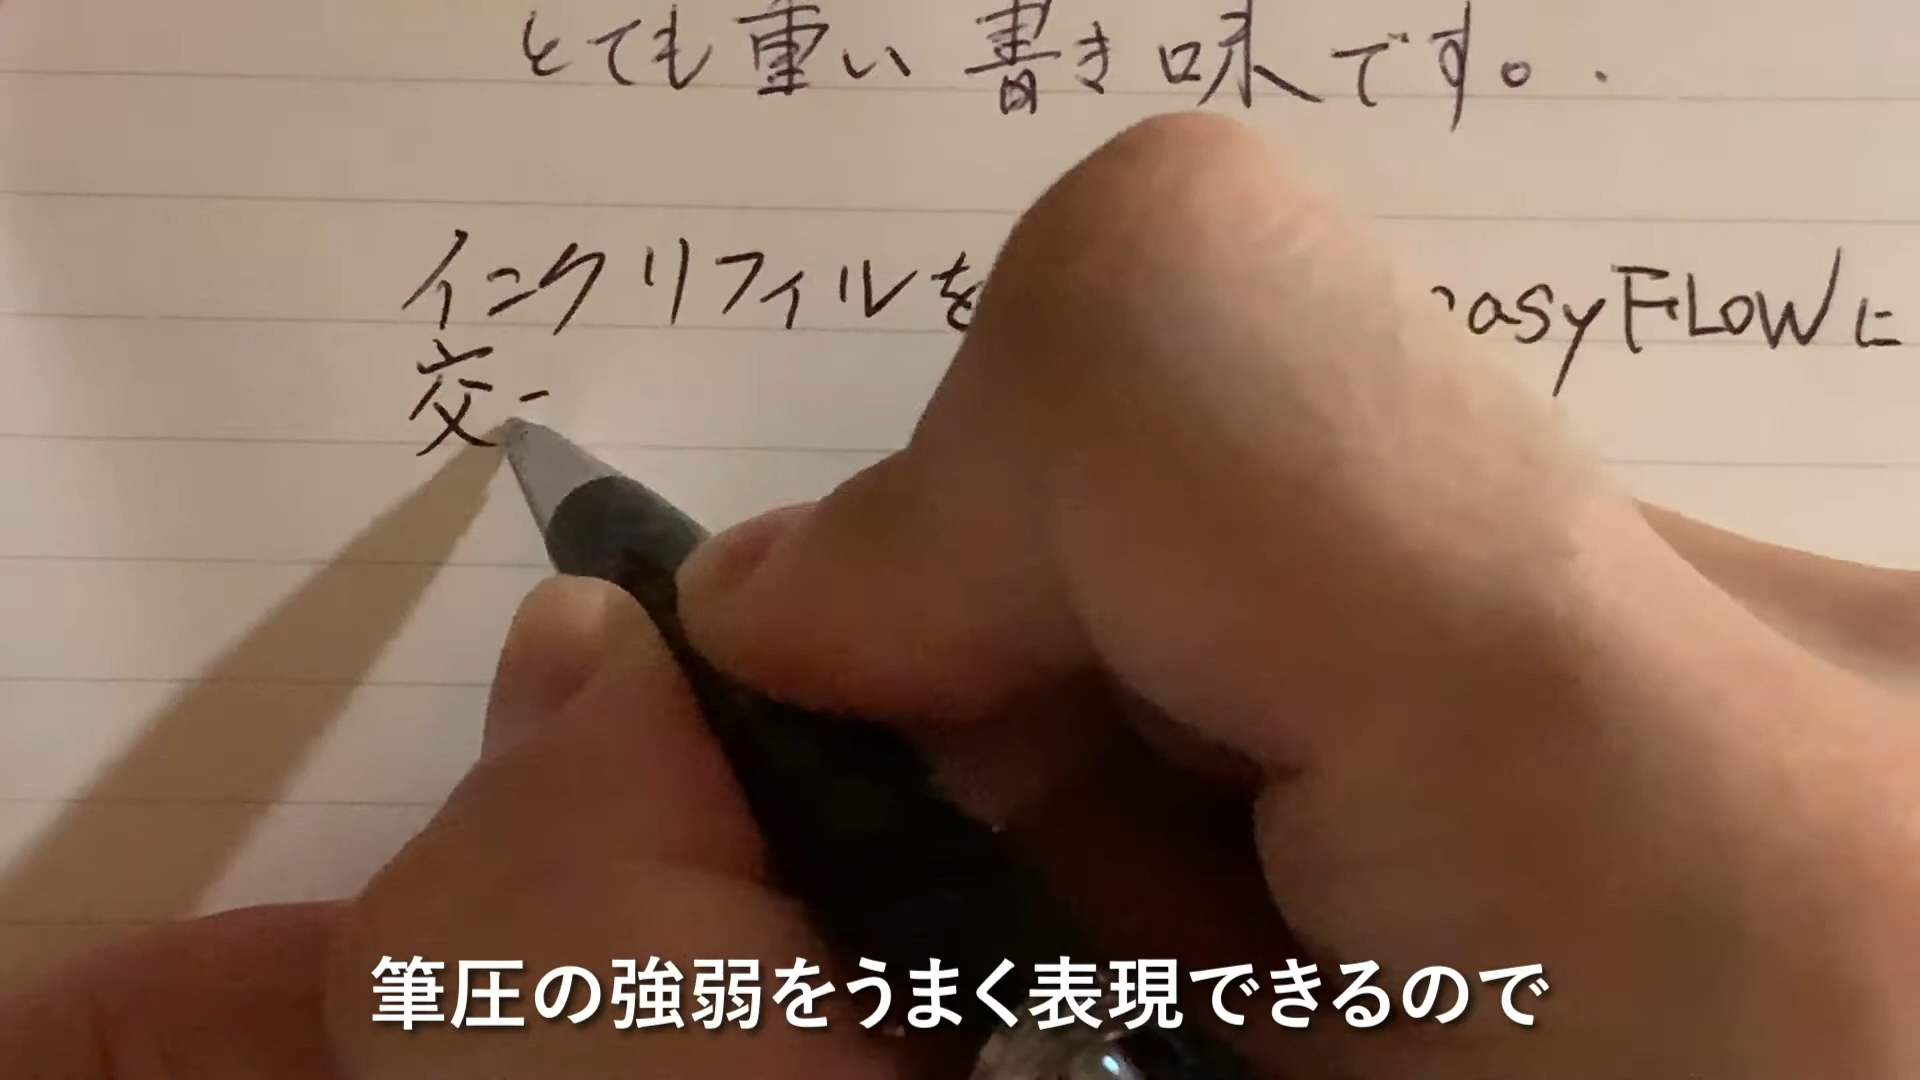 とても重い書き味です。
インクリフィルを easyFLOWに
交
筆圧の強弱をうまく表現できるので